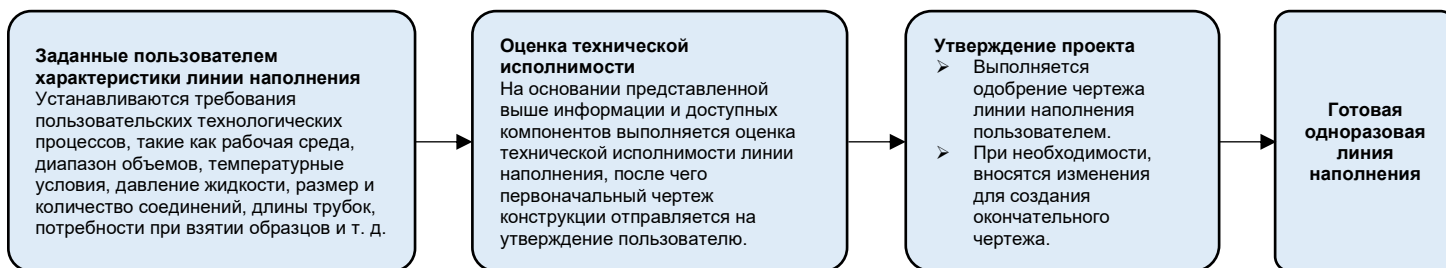 Заданные пользователем
характеристики линии наполнения
Устанавливаются требования
пользовательских технологических
процессов, такие как рабочая среда,
диапазон объемов, температурные
условия, давление жидкости, размер и
количество соединений, длины трубок,
потребности при взятии образцов и т. д.
Оценка технической
исполнимости
На основании представленной
выше информации и доступных
компонентов выполняется оценка
технической исполнимости линии
наполнения, после чего
первоначальный чертеж
конструкции отправляется на
утверждение пользователю.
Утверждение проекта
➢ Выполняется
одобрение чертежа
линии наполнения
пользователем.
➢ При необходимости,
вносятся изменения
для создания
окончательного
чертежа.
Готовая
одноразовая
линия
наполнения